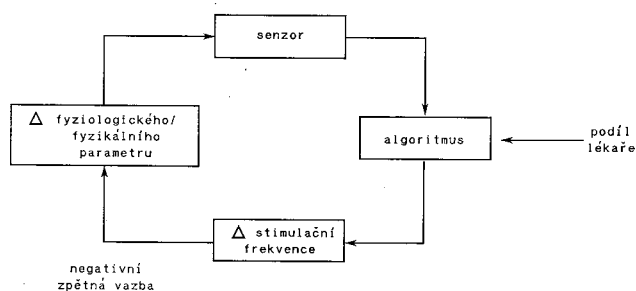 senzor
△ fyziologického/
fyzikálního
parametru
algoritmus
podíl
lékaře
△ stimulační
frekvence
negativní
zpětná vazba